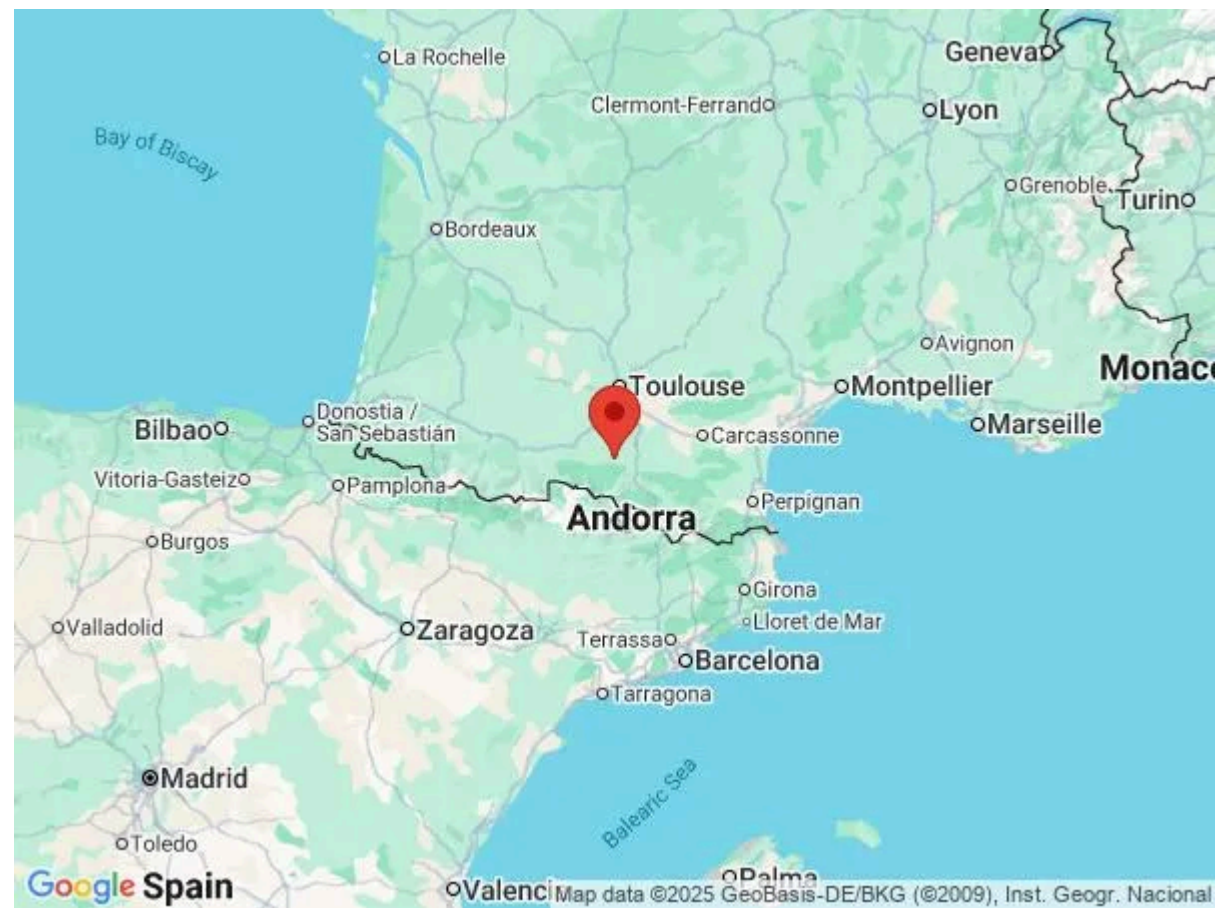 La Rochelle
Geneva
Clermont-Ferrand
Lyon
Bay of Biscay
Grenoble
Turin
Bordeaux
Avignon
Monaco
Toulouse
Montpellier
Donostia /
San Sebastián
Bilbao
Carcassonne
Marseille
Vitoria-Gasteiz
Pamplona
Perpignan
Andorra
Burgos
Girona
Lloret de Mar
Valladolid
Zaragoza
Terrassa
Barcelona
Tarragona
Madrid
Balearic Sea
Toledo
Palma
Google
Spain
Valenci
Map data ©2025 GeoBasis-DE/BKG (©2009), Inst. Geogr. Nacional